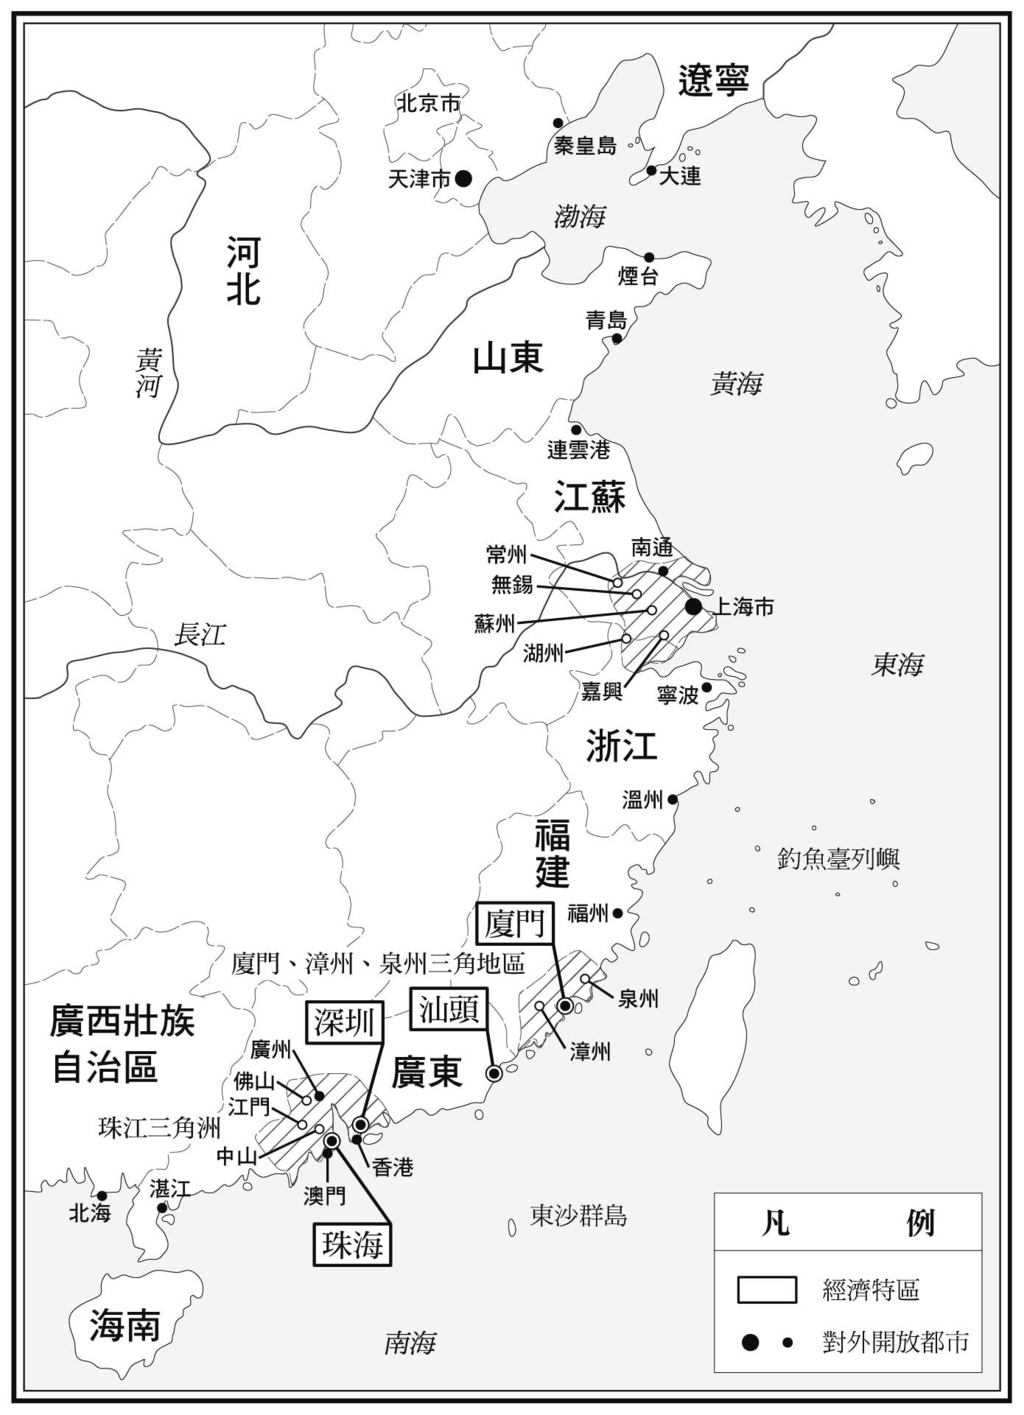 遼寧
北京市
秦皇島
天津市
大連
渤海
河北
煙台
青島
山東
黃河
黃海
連雲港
江蘇
南通
常州
無錫
上海市
蘇州
長江
湖州
東海
嘉興
寧波
浙江
溫州
福建
釣魚臺列嶼
福州
廈門
廈門、漳州、泉州三角地區
泉州
汕頭
深圳
廣西壯族
自治區
廣州
漳州
廣東
佛山
江門
珠江三角洲
中山
香港
湛江
澳門
北海
東沙群島
珠海
海南
南海
凡 例
經濟特區
對外開放都市